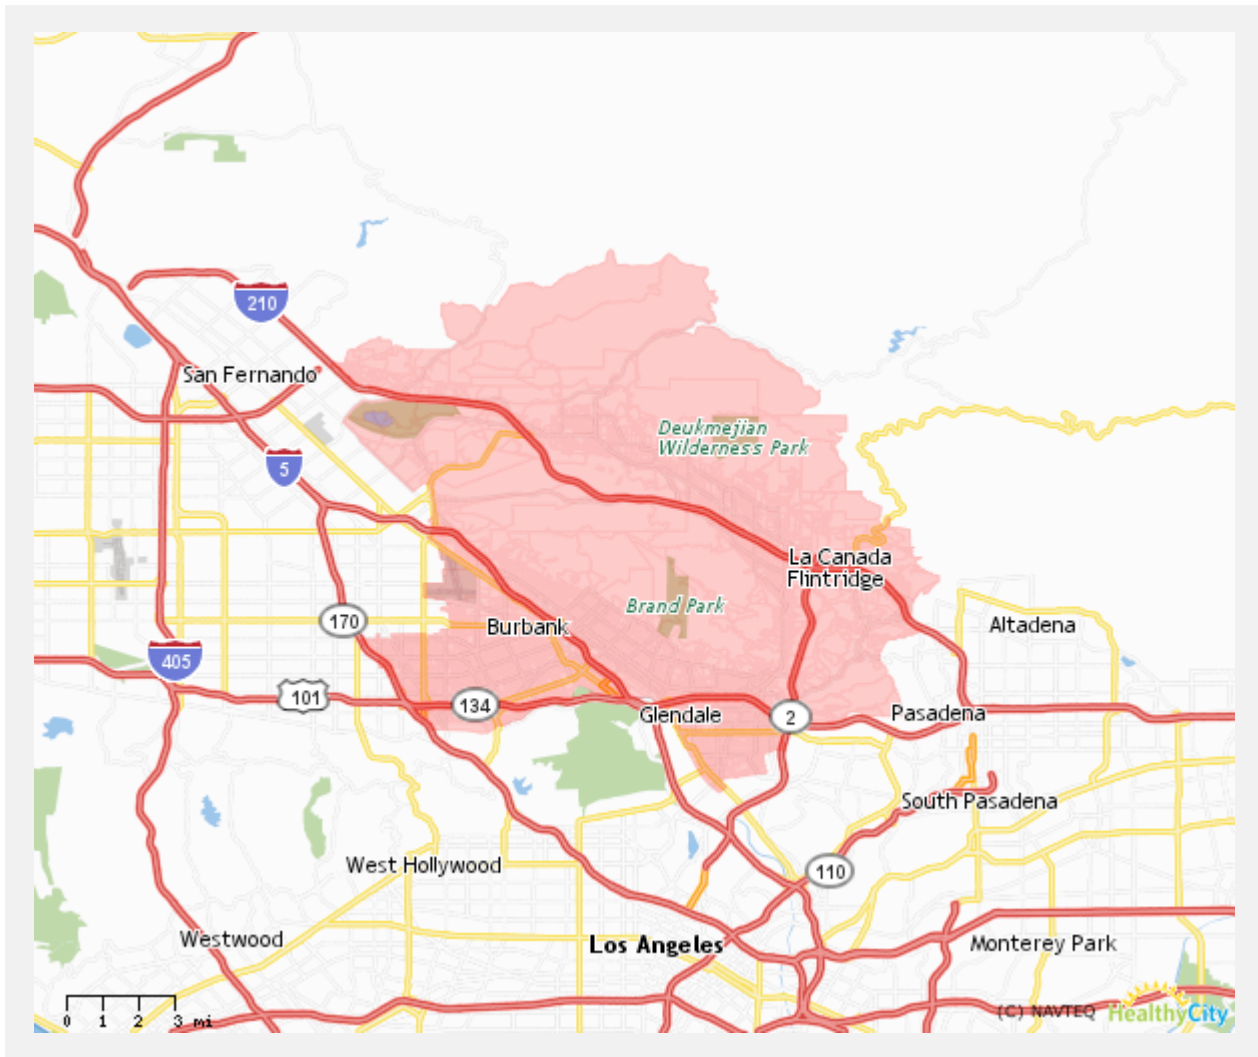 210
San Fernando
Deukmejian
Wilderness Park
5
La Canada
Flintridge
Brand Park
170
Burbank
Altadena
405
101
134
Glendale
2
Pasadena
South Pasadena
West Hollywood
110
Westwood
Los Angeles
Monterey Park
0 1 2 3 mi
(C) NAVTEQ
HealthyCity